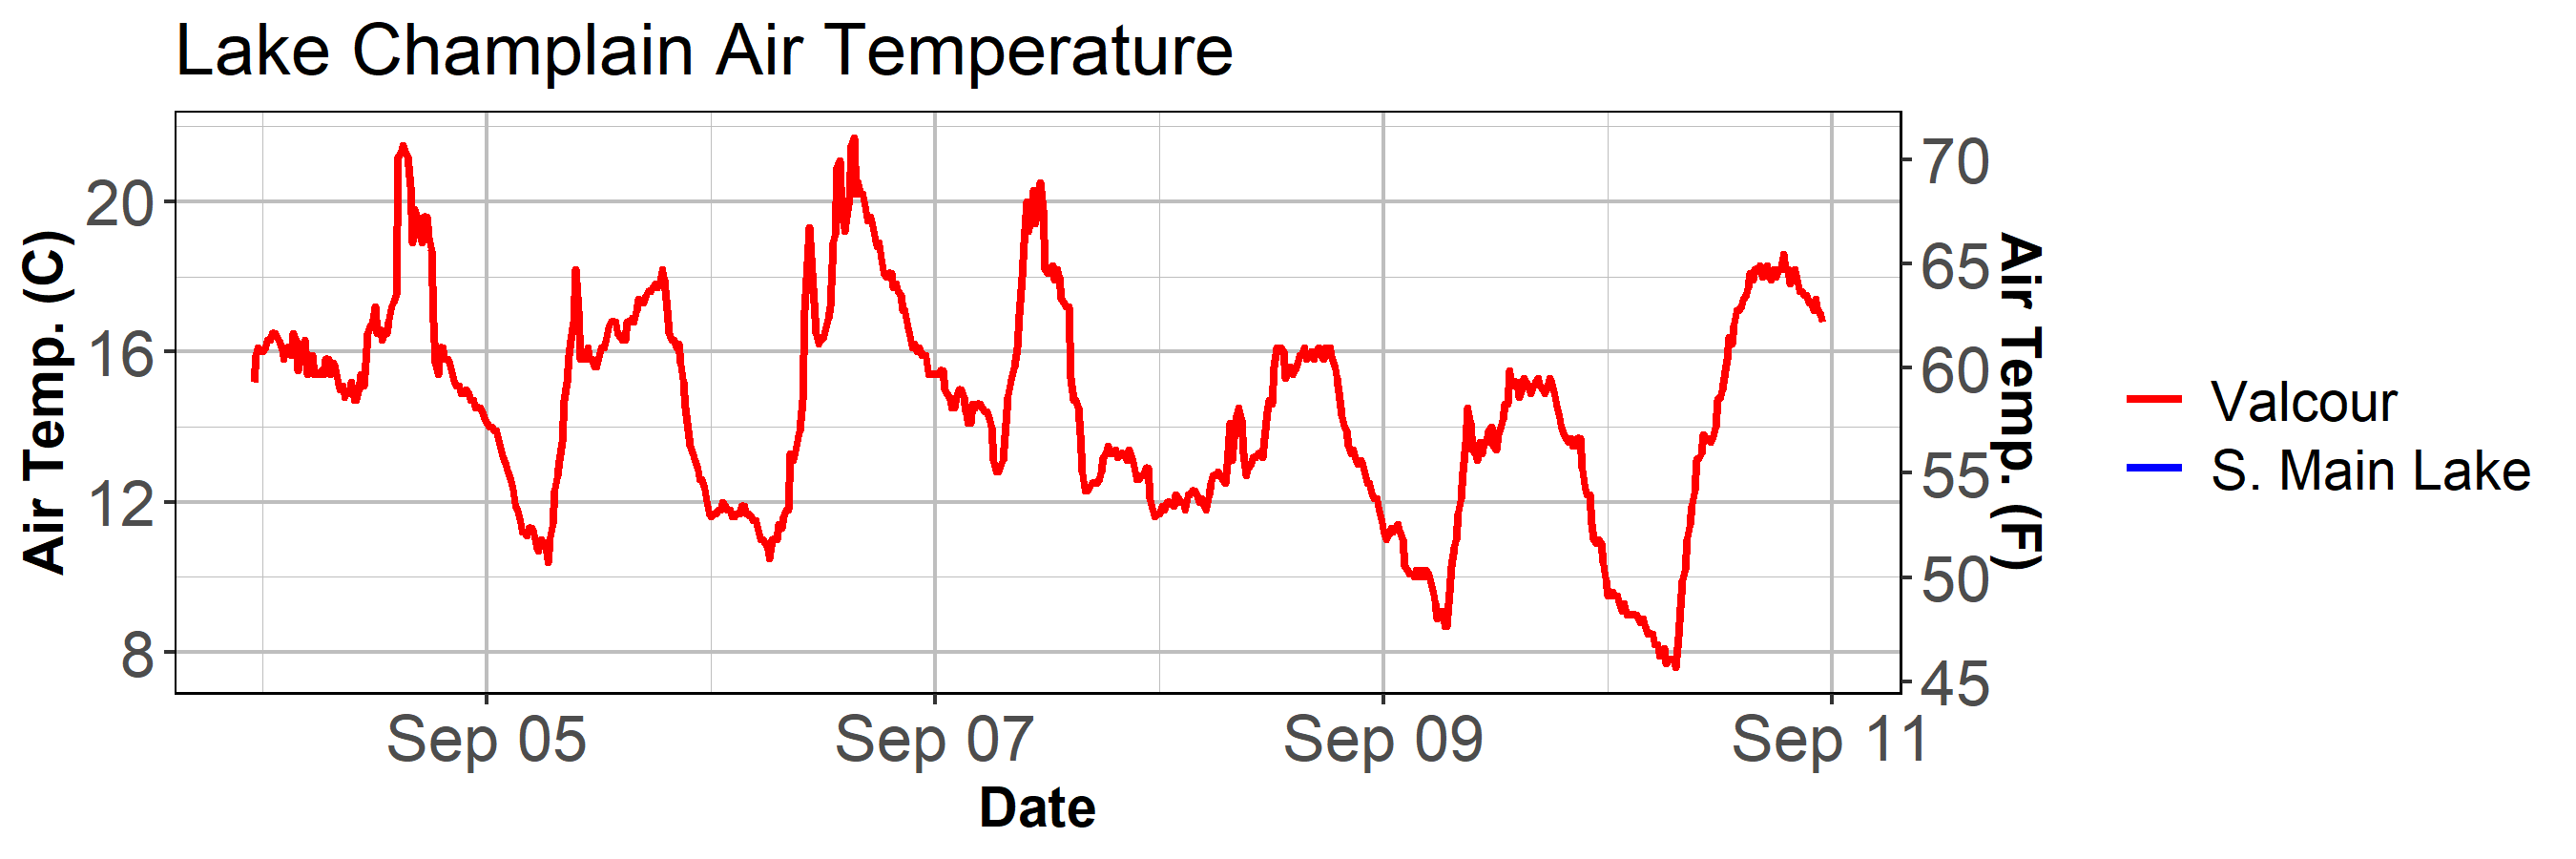 Lake Champlain Air Temperature
Air Temp. (C)
20
16
12
8
70
65
60
55
50
45
Air Temp. (F)
Sep 05
Sep 07
Sep 09
Sep 11
Date
Valcour
S. Main Lake